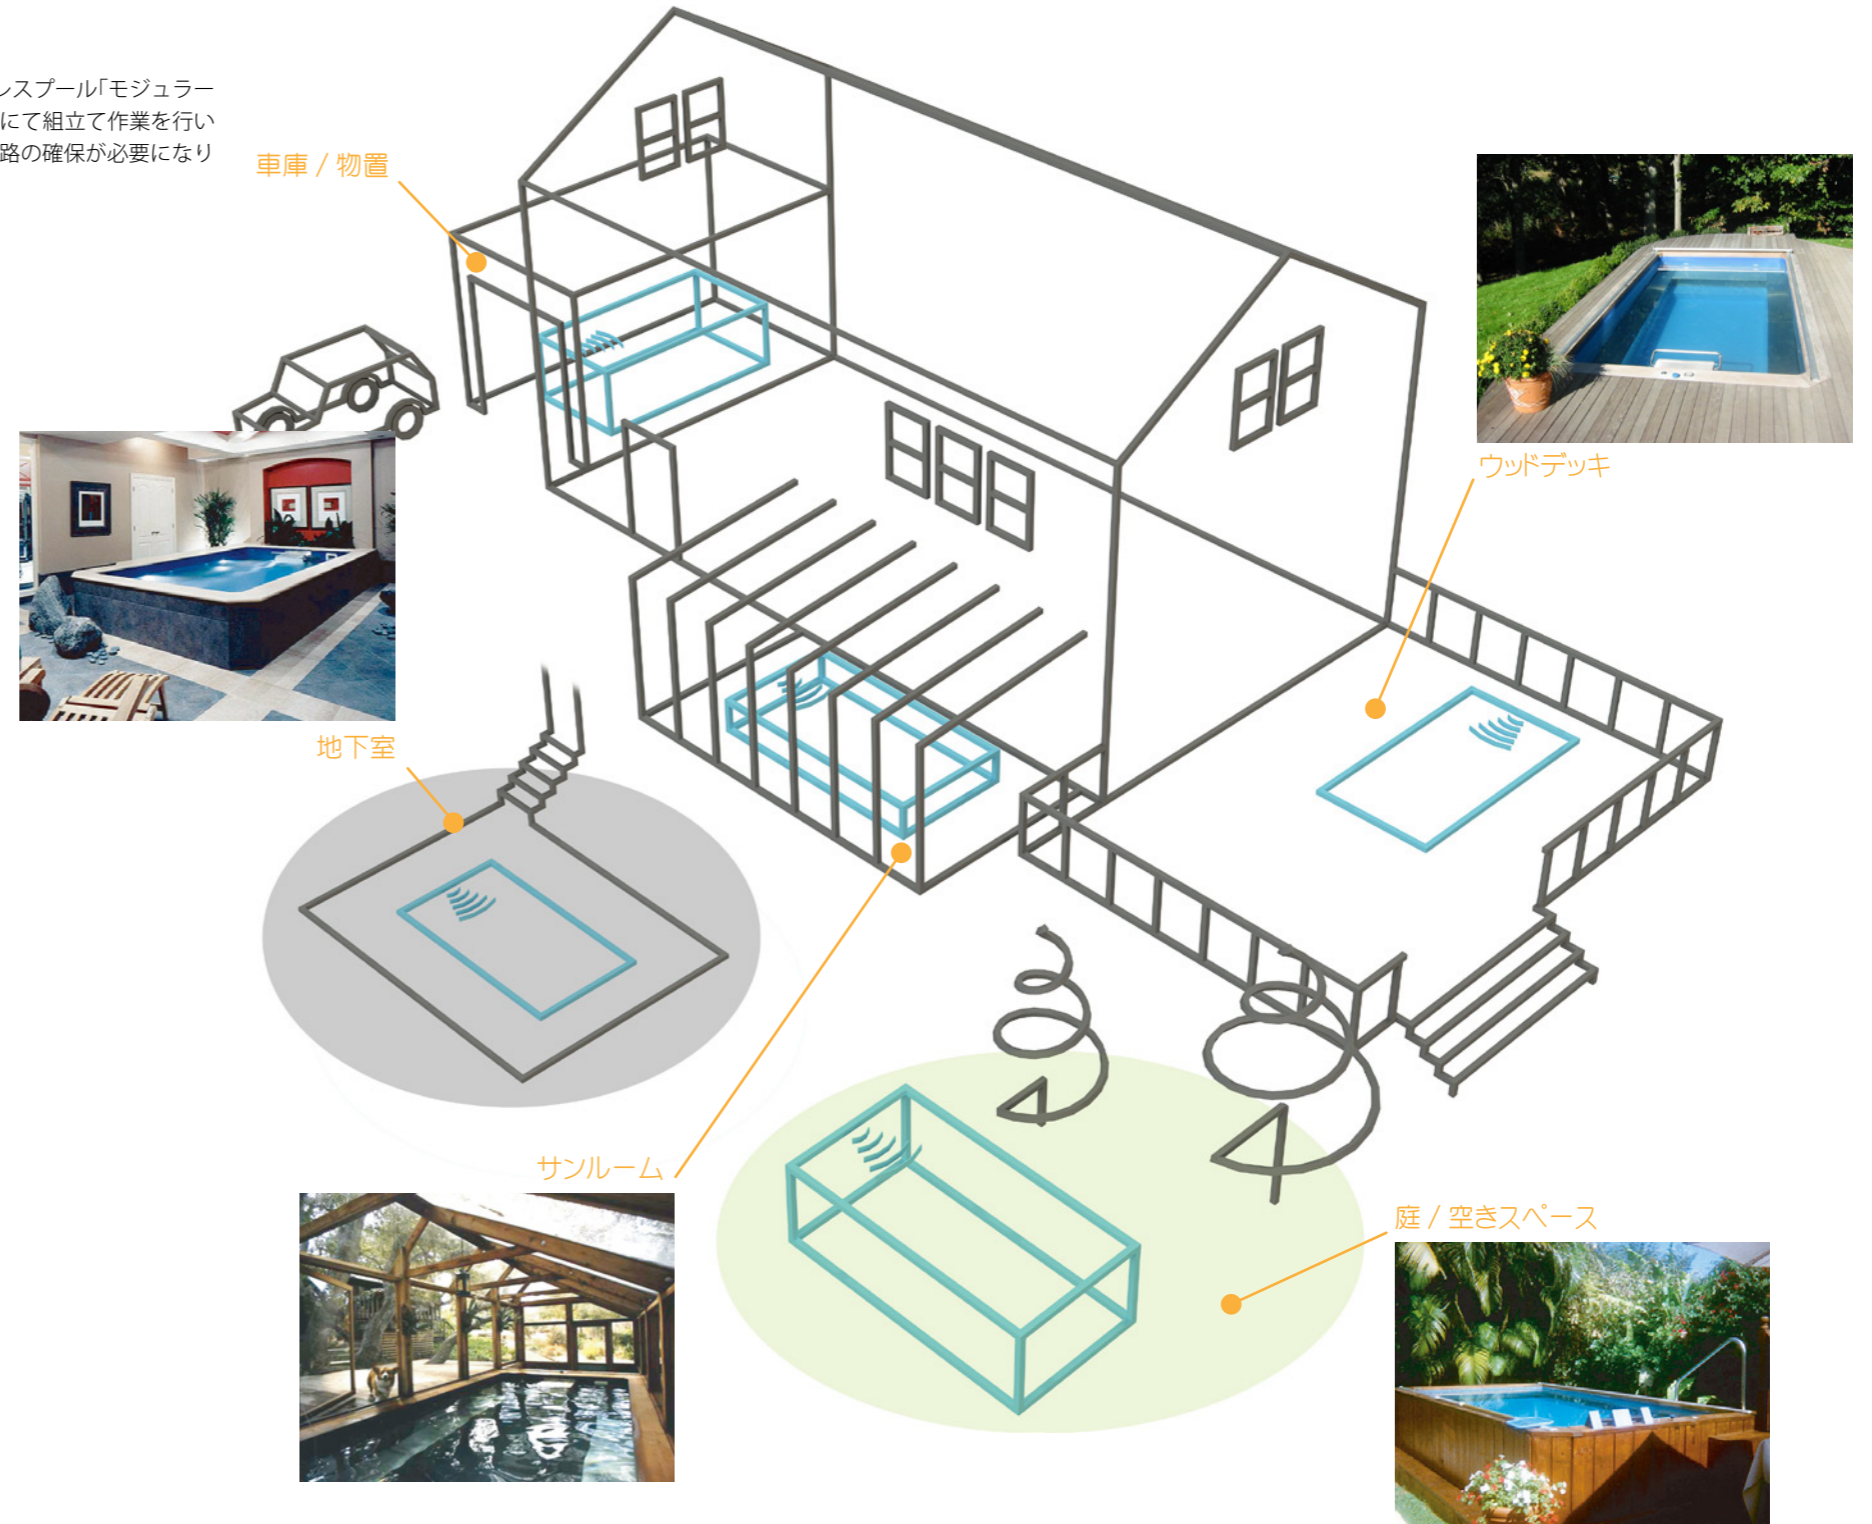 レスプール「モジュラー
にて組立て作業を行い
路の確保が必要になり
車庫 / 物置
ウッドデッキ
地下室
サンルーム
庭 / 空きスペース